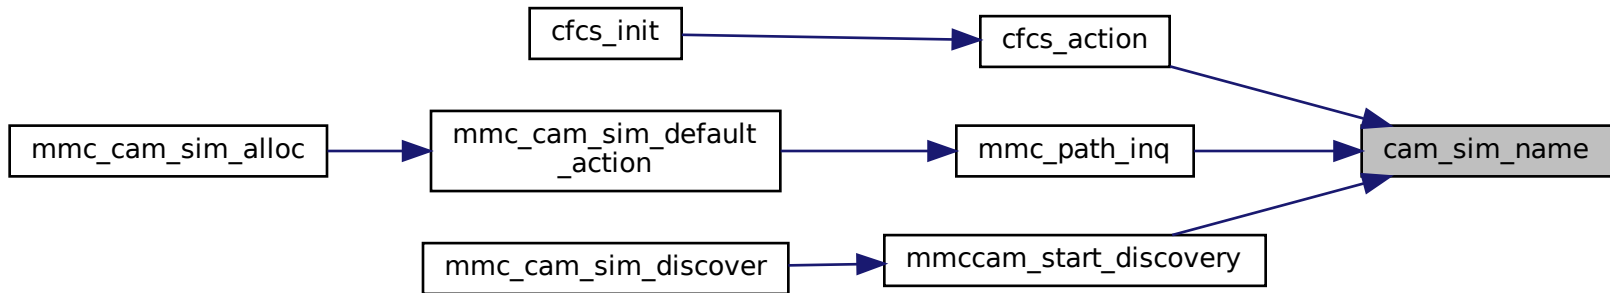 cfcs_init
cfcs_action
mmc_cam_sim_alloc
mmc_cam_sim_default
_action
mmc_path_inq
cam_sim_name
mmc_cam_sim_discover
mmccam_start_discovery